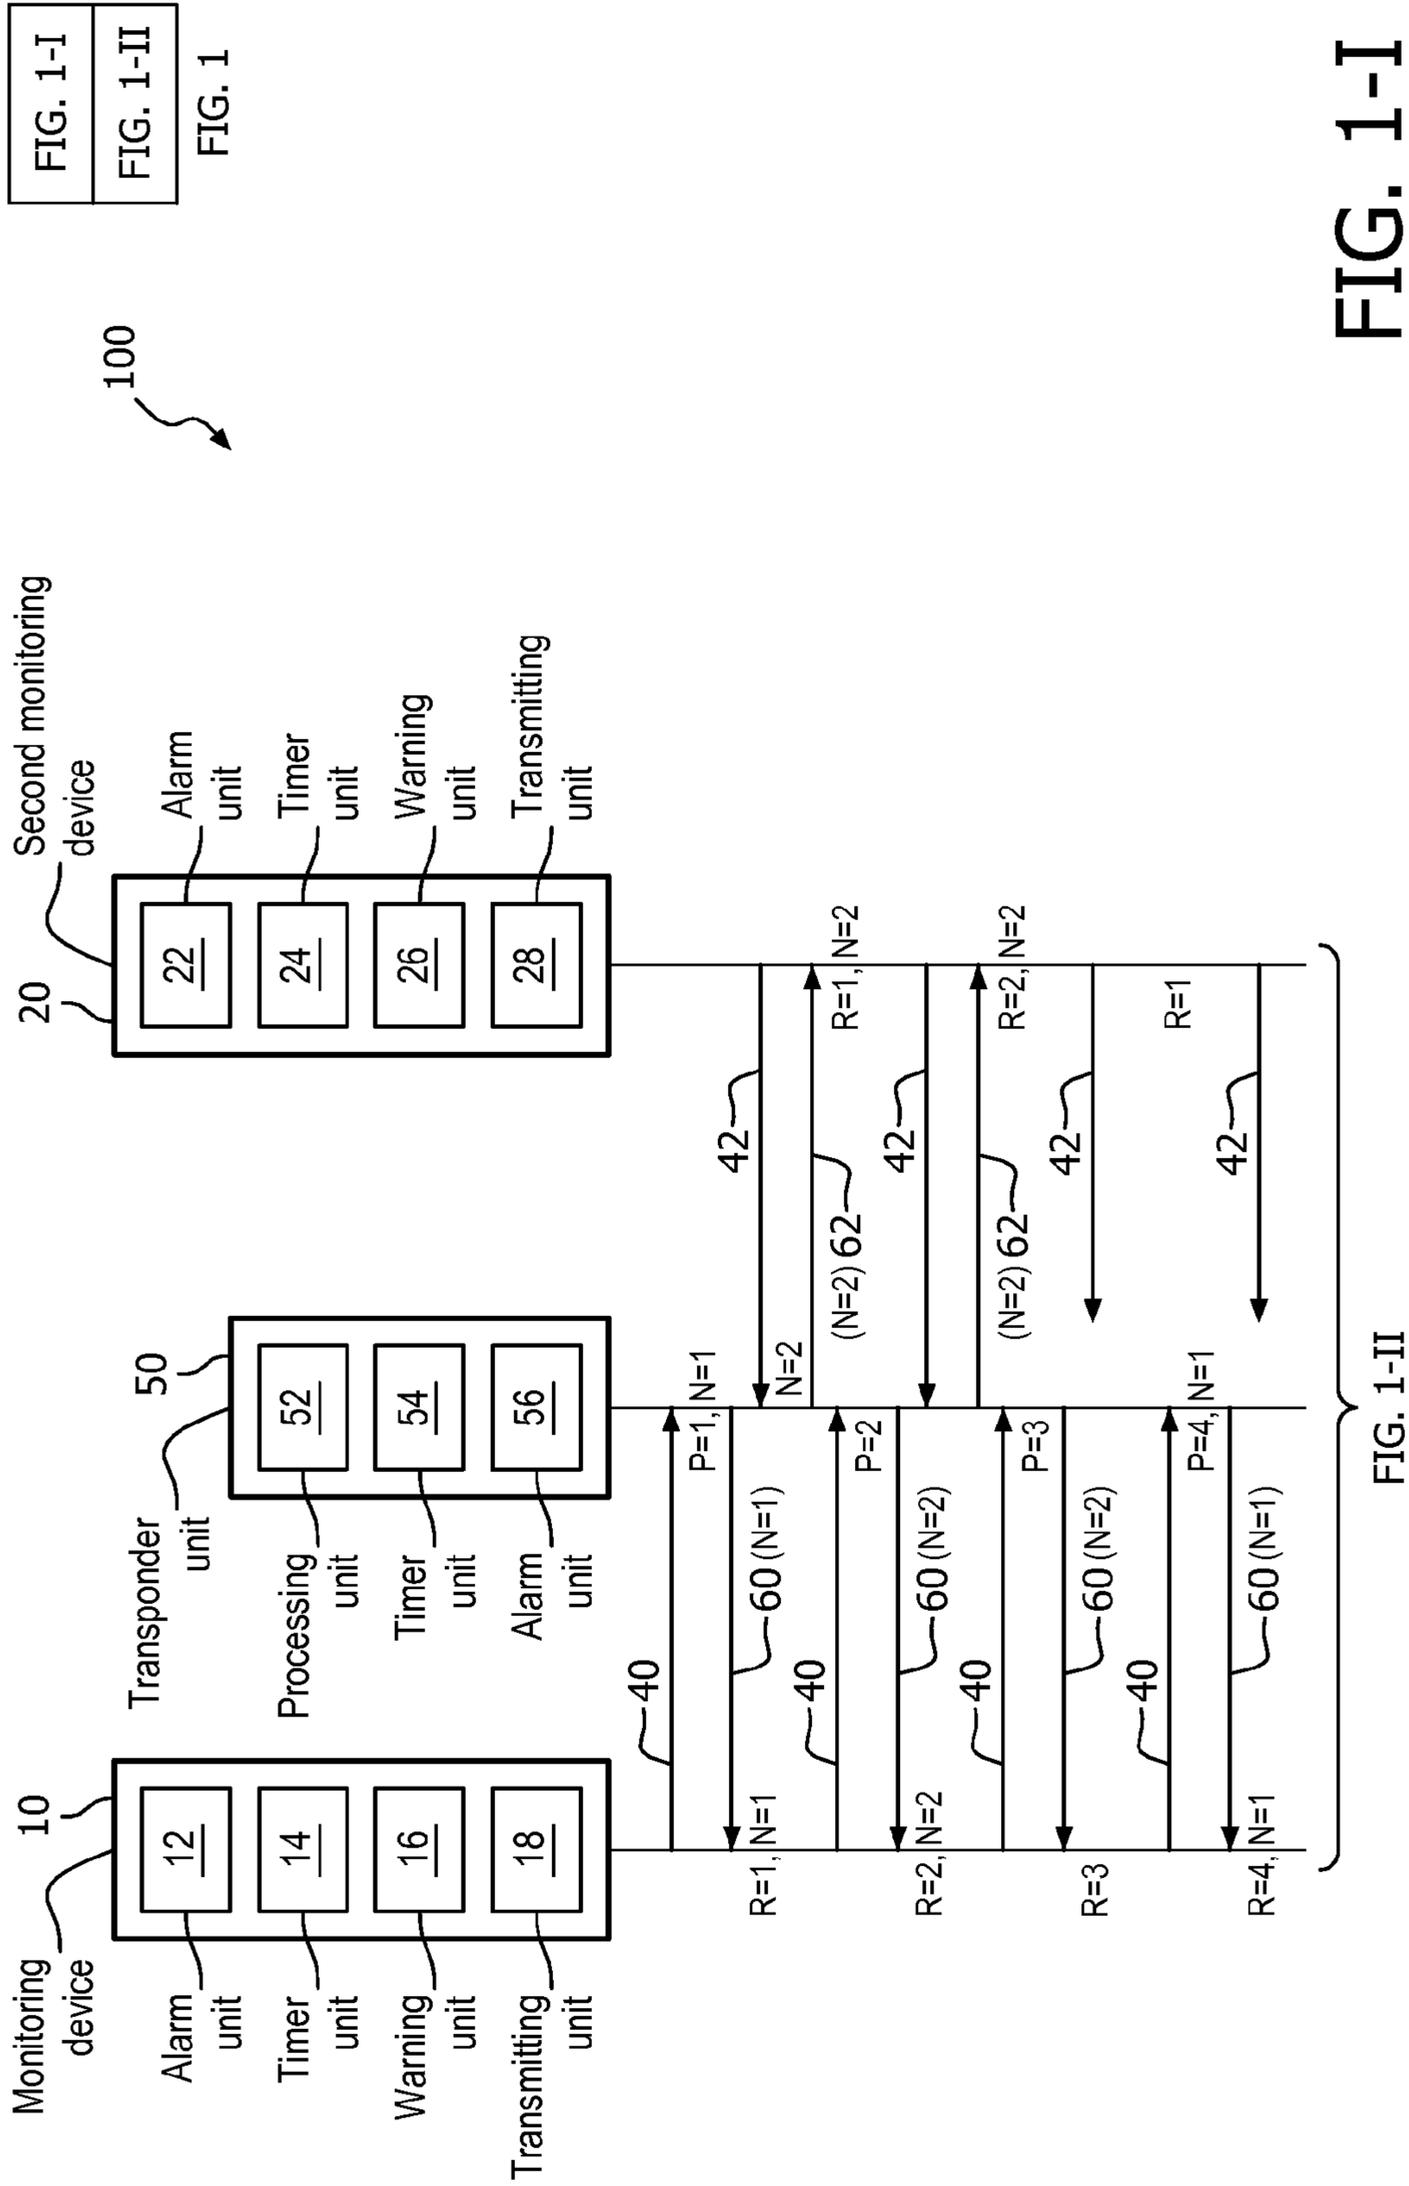 FIG. 1-I
FIG. 1-II
FIG. 1
100
Monitoring
device
10
Transponder
unit
50
20
Second monitoring
device
12
Alarm
unit
14
Timer
unit
16
Warning
unit
18
Transmitting
unit
52
Processing
unit
54
Timer
unit
56
Alarm
unit
22
Alarm
unit
24
Timer
unit
26
Warning
unit
28
Transmitting
unit
40
P=1, N=1
42
R=1, N=1
60 (N=1)
N=2
(N=2) 62
R=1, N=2
40
P=2
42
R=2, N=2
60 (N=2)
(N=2) 62
R=2, N=2
40
P=3
42
R=3
60 (N=2)
R=1
40
P=4, N=1
42
R=4, N=1
60 (N=1)
FIG. 1-II
FIG. 1-I